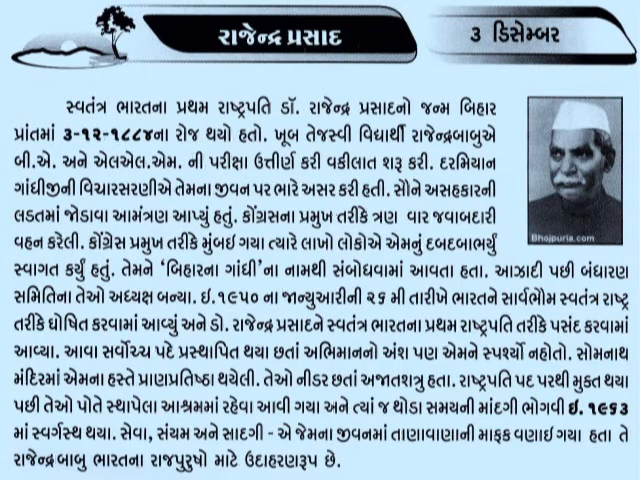 રાજેન્દ્ર પ્રસાદ
૩ ડિસેમ્બર
સ્વતંત્ર ભારતના પ્રથમ રાષ્ટ્રપતિ ડૉ. રાજેન્દ્ર પ્રસાદનો જન્મ બિહાર
પ્રાંતમાં ૩-૧૨-૧૮૮૪ના રોજ થયો હતો. ખૂબ તેજસ્વી વિદ્યાર્થી રાજેન્દ્રબાબુએ
બી.એ. અને એલએલ.એમ. ની પરીક્ષા ઉત્તીર્ણ કરી વકીલાત શરૂ કરી. દરમિયાન
ગાંધીજીની વિચારસરણીએ તેમના જીવન પર ભારે અસર કરી હતી. સૌને અસહકારની
લડતમાં જોડાવા આમંત્રણ આપ્યું હતું. કોંગ્રસના પ્રમુખ તરીકે ત્રણ વાર જવાબદારી
વહન કરેલી. કોંગ્રેસ પ્રમુખ તરીકે મુંબઇ ગયા ત્યારે લાખો લોકોએ એમનું દબદબાભર્યું
સ્વાગત કર્યું હતું. તેમને ‘બિહારના ગાંધી’ના નામથી સંબોધવામાં આવતા હતા. આઝાદી પછી બંધારણ
સમિતિના તેઓ અધ્યક્ષ બન્યા. ઇ.૧૯૫૦ ના જાન્યુઆરીની ૨૬ મી તારીખે ભારતને સાર્વભૌમ સ્વતંત્ર રાષ્ટ્ર
તરીકે ઘોષિત કરવામાં આવ્યું અને ડો. રાજેન્દ્ર પ્રસાદને સ્વતંત્ર ભારતના પ્રથમ રાષ્ટ્રપતિ તરીકે પસંદ કરવામાં
આવ્યા. આવા સર્વોચ્ચ પદે પ્રસ્થાપિત થયા છતાં અભિમાનનો અંશ પણ એમને સ્પર્શ્યો નહોતો. સોમનાથ
મંદિરમાં એમના હસ્તે પ્રાણપ્રતિષ્ઠા થયેલી. તેઓ નીડર છતાં અજાતશત્રુ હતા. રાષ્ટ્રપતિ પદ પરથી મુક્ત થયા
પછી તેઓ પોતે સ્થાપેલા આશ્રમમાં રહેવા આવી ગયા અને ત્યાં જ થોડા સમયની માંદગી ભોગવી ઇ. ૧૯૬૩
માં સ્વર્ગસ્થ થયા. સેવા, સંયમ અને સાદગી - એ જેમના જીવનમાં તાણાવાણાની માફક વણાઇ ગયા હતા તે
રાજેન્દ્ર બાબુ ભારતના રાજપુરુષો માટે ઉદાહરણરૂપ છે.
Bhojpuria.com